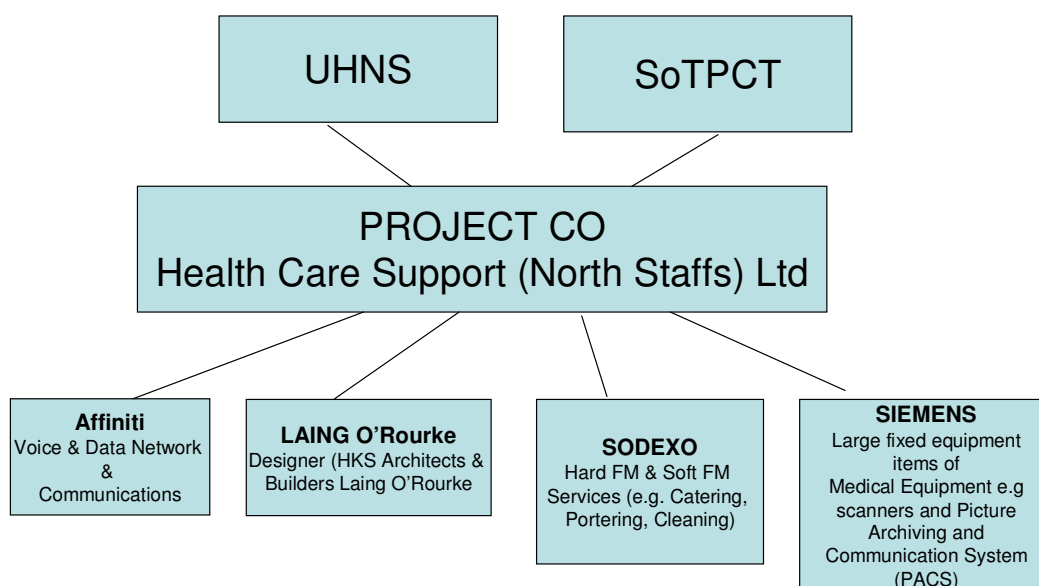 UHNS
SoTPCT
PROJECT CO
Health Care Support (North Staffs) Ltd
Affiniti
Voice & Data Network
&
Communications
LAING O’Rourke
Designer (HKS Architects &
Builders Laing O’Rourke
SODEXO
Hard FM & Soft FM
Services (e.g. Catering,
Portering, Cleaning)
SIEMENS
Large fixed equipment
items of
Medical Equipment e.g
scanners and Picture
Archiving and
Communication System
(PACS)